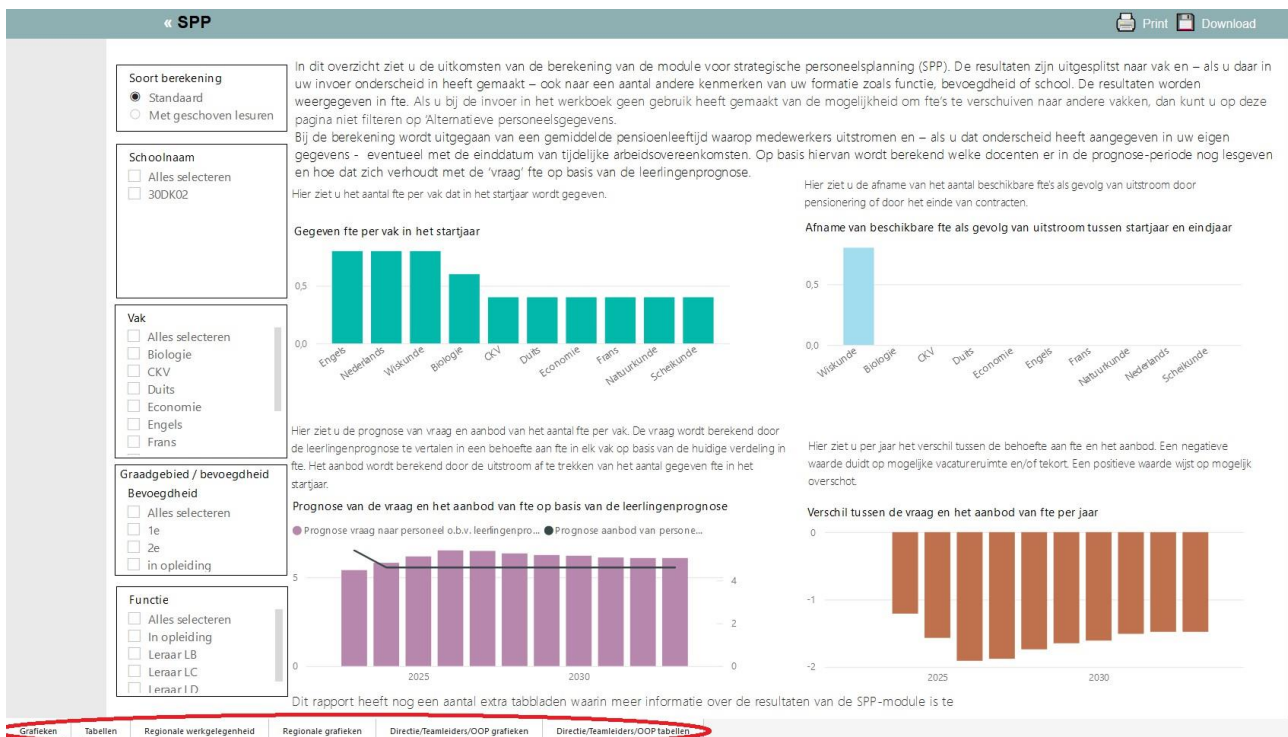 « SPP
Print Download
Soort berekening
Standaard
Met geschoven lesuren
Schoolnaam
Alles selecteren
30DK02
Vak
Alles selecteren
Biologie
CKV
Duits
Economie
Engels
Frans
Graadgebied / bevoegdheid
Bevoegdheid
Alles selecteren
1e
2e
in opleiding
Functie
Alles selecteren
In opleiding
Leraar LB
Leraar LC
Leraar LD
In dit overzicht ziet u de uitkomsten van de berekening van de module voor strategische personeelsplanning (SPP). De resultaten zijn uitgesplitst naar vak en – als u daar in
uw invoer onderscheid in heeft gemaakt – ook naar een aantal andere kenmerken van uw formatie zoals functie, bevoegdheid of school. De resultaten worden
weergegeven in fte. Als u bij de invoer in het werkboek geen gebruik heeft gemaakt van de mogelijkheid om fte's te verschuiven naar andere vakken, dan kunt u op deze
pagina niet filteren op 'Alternatieve personeelsgegevens.
Bij de berekening wordt uitgegaan van een gemiddelde pensioenleeftijd waarop medewerkers uitstromen en – als u dat onderscheid heeft aangegeven in uw eigen
gegevens - eventueel met de einddatum van tijdelijke arbeidsovereenkomsten. Op basis hiervan wordt berekend welke docenten er in de prognose-periode nog lesgeven
en hoe dat zich verhoudt met de 'vraag' fte op basis van de leerlingenprognose.
Hier ziet u het aantal fte per vak dat in het startjaar wordt gegeven.
Gegeven fte per vak in het startjaar
0,5
0,0
Engels Nederlands Wiskunde Biologie CKV Duits Economie Frans Natuurkunde Scheikunde
Hier ziet u de afname van het aantal beschikbare fte's als gevolg van uitstroom door
pensionering of door het einde van contracten.
Afname van beschikbare fte als gevolg van uitstroom tussen startjaar en eindjaar
0,5
0,0
Wiskunde Biologie CKV Duits Economie Engels Frans Natuurkunde Nederlands Scheikunde
Hier ziet u de prognose van vraag en aanbod van het aantal fte per vak. De vraag wordt berekend door
de leerlingenprognose te vertalen in een behoefte aan fte in elk vak op basis van de huidige verdeling in
fte. Het aanbod wordt berekend door de uitstroom af te trekken van het aantal gegeven fte in het
startjaar.
Prognose van de vraag en het aanbod van fte op basis van de leerlingenprognose
Prognose vraag naar personeel o.b.v. leerlingenpro... Prognose aanbod van persone...
5
0
4
2
0
2025 2030
Hier ziet u per jaar het verschil tussen de behoefte aan fte en het aanbod. Een negatieve
waarde duidt op mogelijke vacatureruimte en/of tekort. Een positieve waarde wijst op mogelijk
overschot.
Verschil tussen de vraag en het aanbod van fte per jaar
0
-1
-2
2025 2030
Dit rapport heeft nog een aantal extra tabbladen waarin meer informatie over de resultaten van de SPP-module is te
Grafieken Tabellen Regionale werkgelegenheid Regionale grafieken Directie/Teamleiders/OOP grafieken Directie/Teamleiders/OOP tabellen